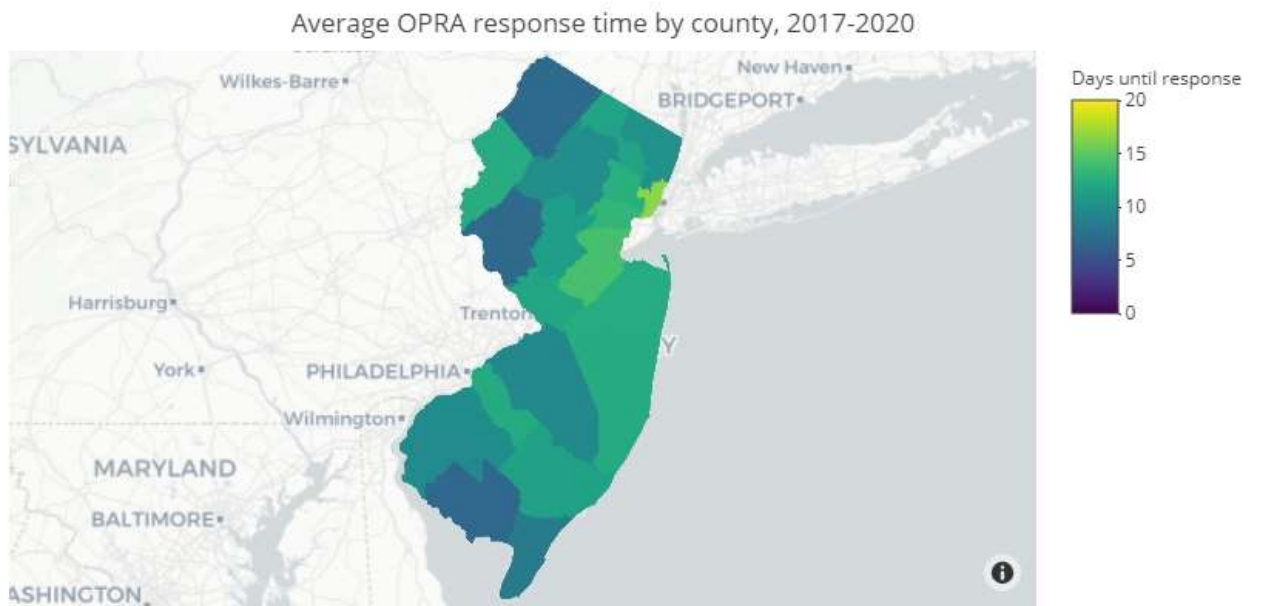 Average OPRA response time by county, 2017-2020
Wilkes-Barre
New Haven
BRIDGEPORT
SYLVANIA
Harrisburg
Trenton
Y
York
PHILADELPHIA
Wilmington
MARYLAND
BALTIMORE
ASHINGTON
Days until response
20
15
10
5
0
i